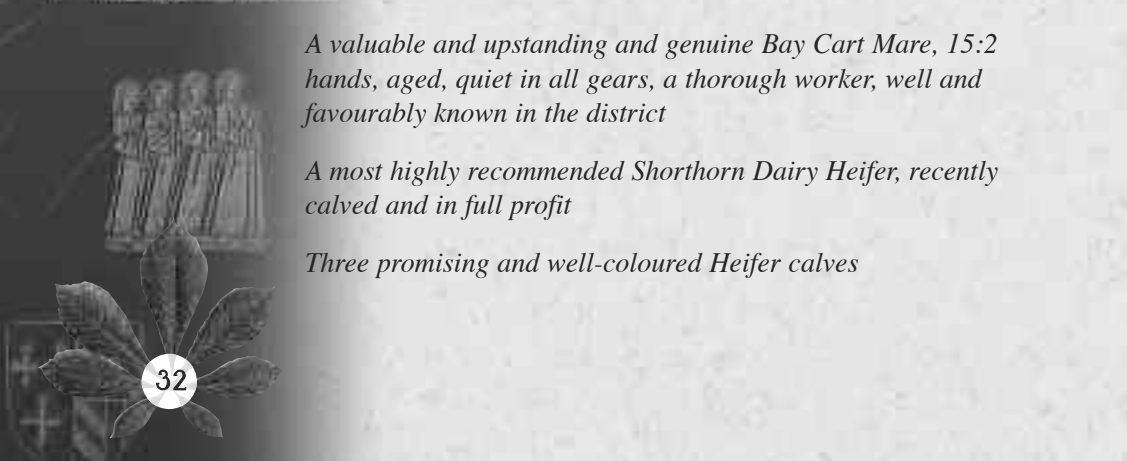 A valuable and upstanding and genuine Bay Cart Mare, 15:2
hands, aged, quiet in all gears, a thorough worker, well and
favourably known in the district
A most highly recommended Shorthorn Dairy Heifer, recently
calved and in full profit
Three promising and well-coloured Heifer calves
32